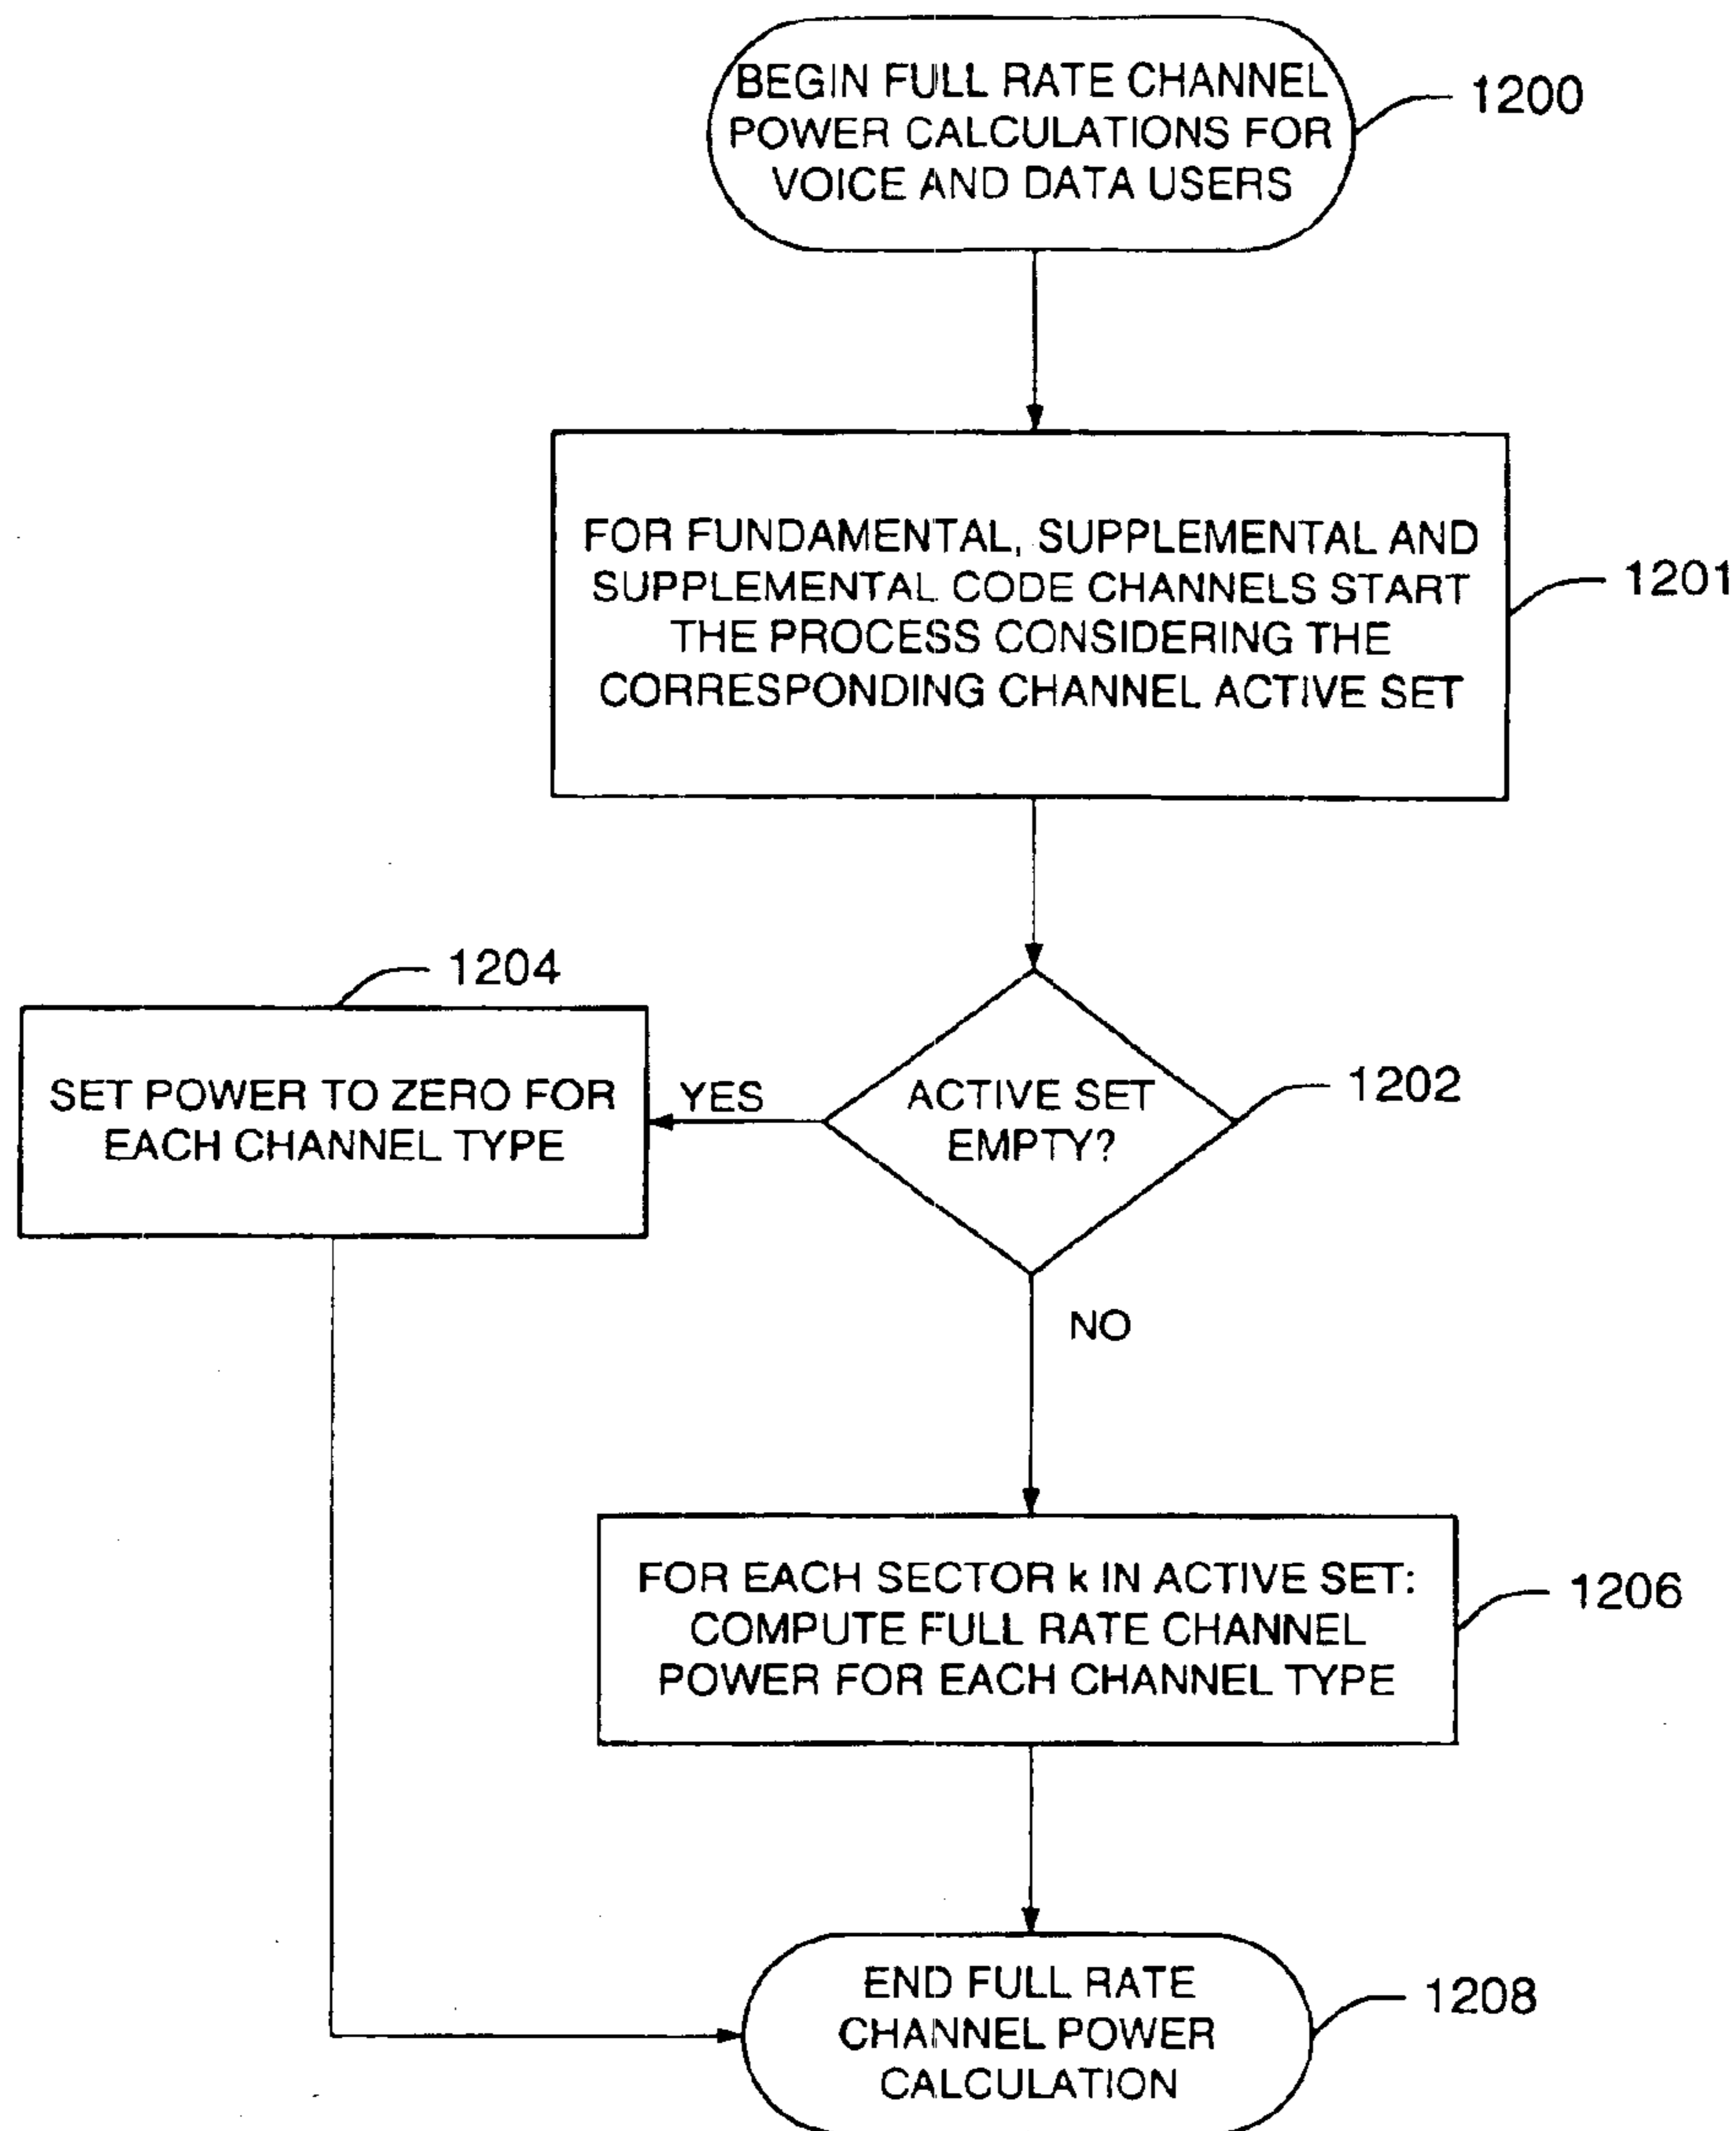 BEGIN FULL RATE CHANNEL
POWER CALCULATIONS FOR
VOICE AND DATA USERS
1200
FOR FUNDAMENTAL, SUPPLEMENTAL AND
SUPPLEMENTAL CODE CHANNELS START
THE PROCESS CONSIDERING THE
CORRESPONDING CHANNEL ACTIVE SET
1201
1204
SET POWER TO ZERO FOR
EACH CHANNEL TYPE
YES
ACTIVE SET
EMPTY?
1202
NO
FOR EACH SECTOR k IN ACTIVE SET:
COMPUTE FULL RATE CHANNEL
POWER FOR EACH CHANNEL TYPE
1206
END FULL RATE
CHANNEL POWER
CALCULATION
1208